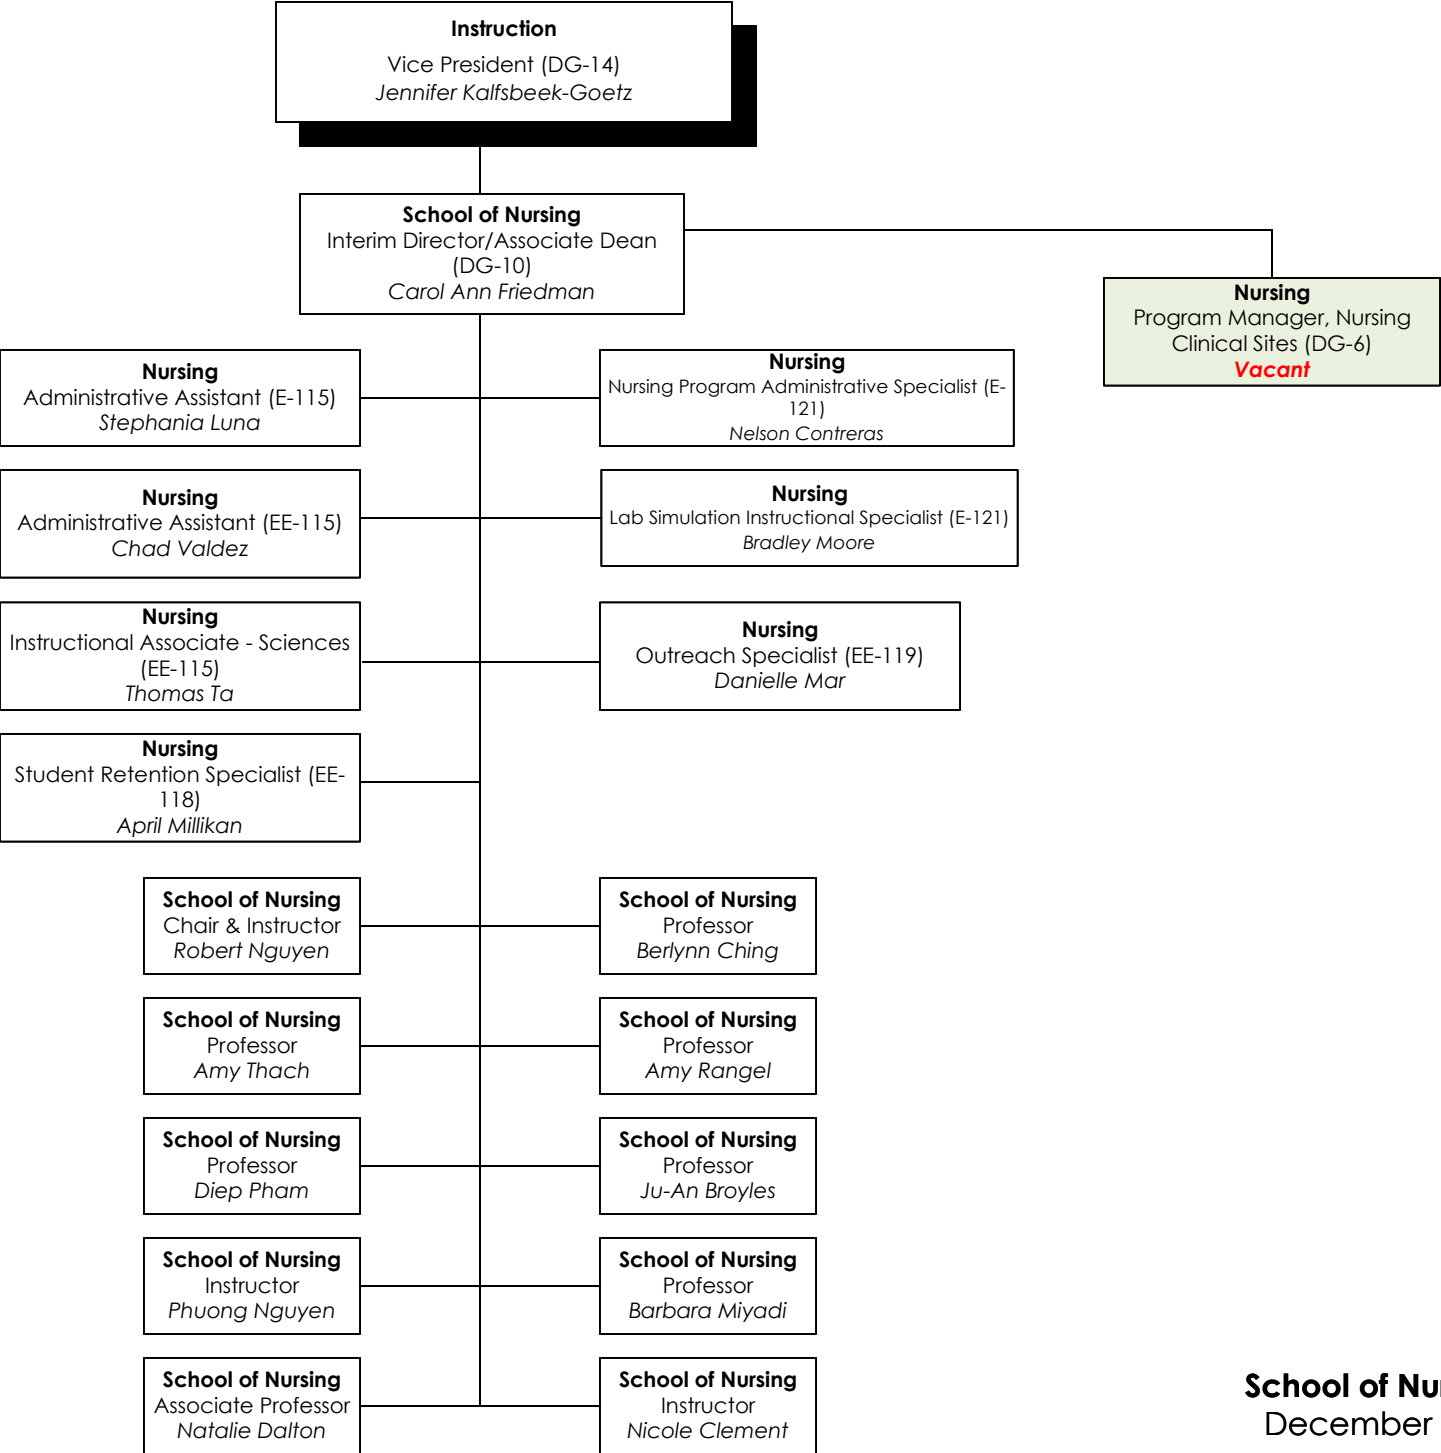 Instruction
Vice President (DG-14)
Jennifer Kalfsbeek-Goetz
School of Nursing
Interim Director/Associate Dean
(DG-10)
Carol Ann Friedman
Nursing
Program Manager, Nursing
Clinical Sites (DG-6)
Vacant
Nursing
Administrative Assistant (E-115)
Stephania Luna
Nursing
Nursing Program Administrative Specialist (E-
121)
Nelson Contreras
Nursing
Administrative Assistant (EE-115)
Chad Valdez
Nursing
Lab Simulation Instructional Specialist (E-121)
Bradley Moore
Nursing
Instructional Associate - Sciences
(EE-115)
Thomas Ta
Nursing
Outreach Specialist (EE-119)
Danielle Mar
Nursing
Student Retention Specialist (EE-
118)
April Millikan
School of Nursing
Chair & Instructor
Robert Nguyen
School of Nursing
Professor
Berlynn Ching
School of Nursing
Professor
Amy Thach
School of Nursing
Professor
Amy Rangel
School of Nursing
Professor
Diep Pham
School of Nursing
Professor
Ju-An Broyles
School of Nursing
Instructor
Phuong Nguyen
School of Nursing
Professor
Barbara Miyadi
School of Nursing
Associate Professor
Natalie Dalton
School of Nursing
Instructor
Nicole Clement
School of
December